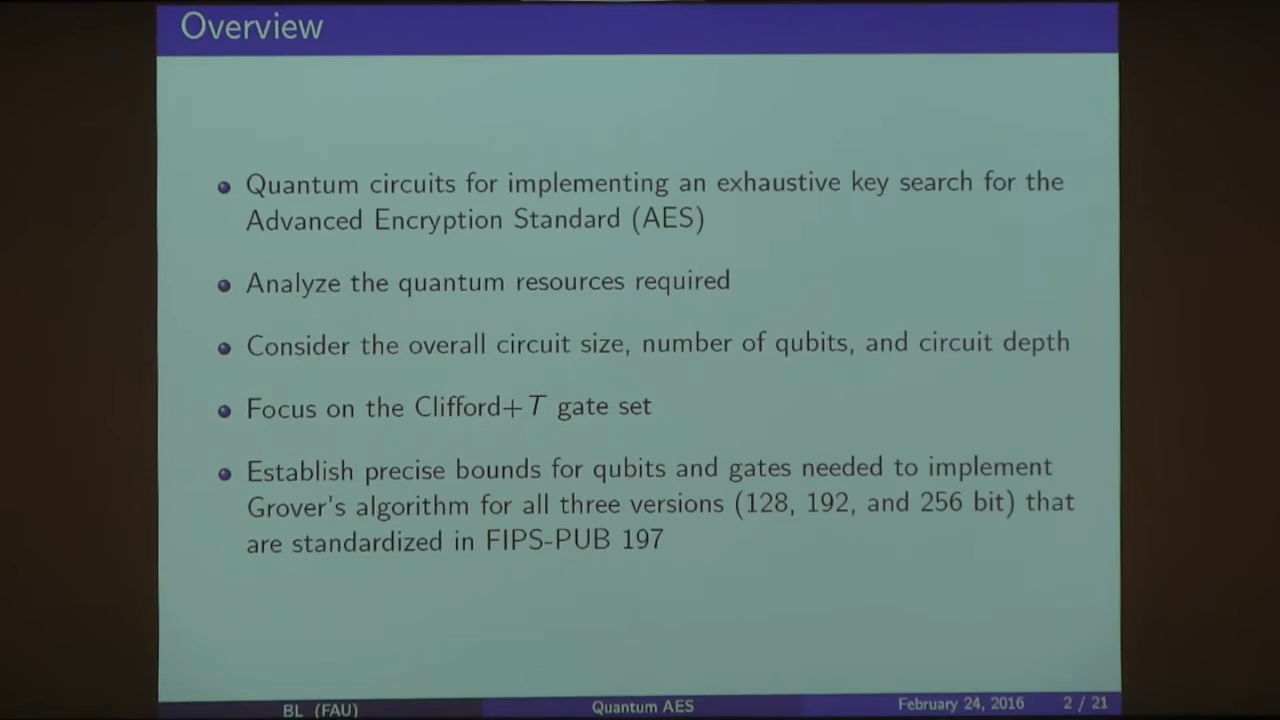 Overview
Quantum circuits for implementing an exhaustive key search for the
Advanced Encryption Standard (AES)
Analyze the quantum resources required
Consider the overall circuit size, number of qubits, and circuit depth
Focus on the Clifford+T gate set
Establish precise bounds for qubits and gates needed to implement
Grover's algorithm for all three versions (128, 192, and 256 bit) that
are standardized in FIPS-PUB 197
BL (FAU) Quantum AES February 24, 2016 2 / 21